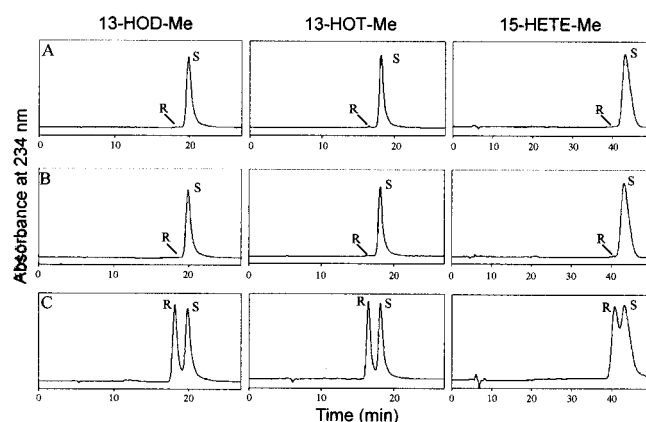 13-HOD-Me 13-HOT-Me 15-HETE-Me
Absorbance at 234 nm
A R S R S R S
0 10 20 0 10 20 0 10 20 30 40
B R S R S R S
0 10 20 0 10 20 0 10 20 30 40
C R S R S R S
0 10 20 0 10 20 0 10 20 30 40
Time (min)